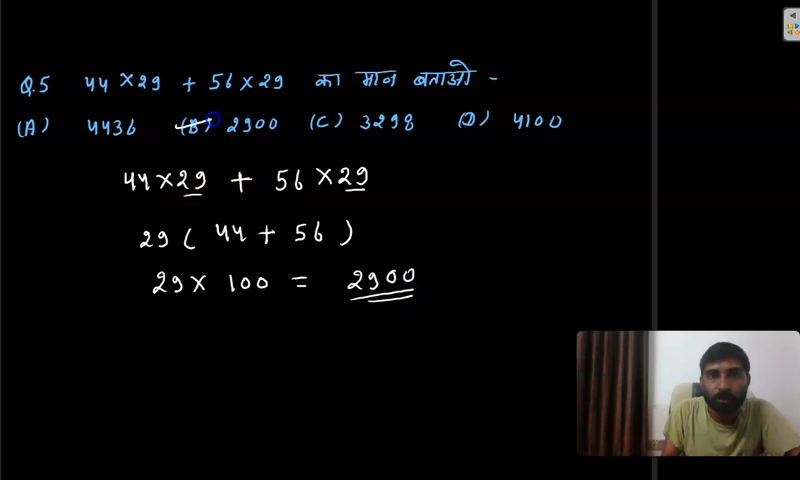 Q.5 44 × 29 + 56 × 29 का मान बताओ -
(A) 4436 (B) 2900 (C) 3298 (D) 4100
44 × 29 + 56 × 29
29 ( 44 + 56 )
29 × 100 = 2900